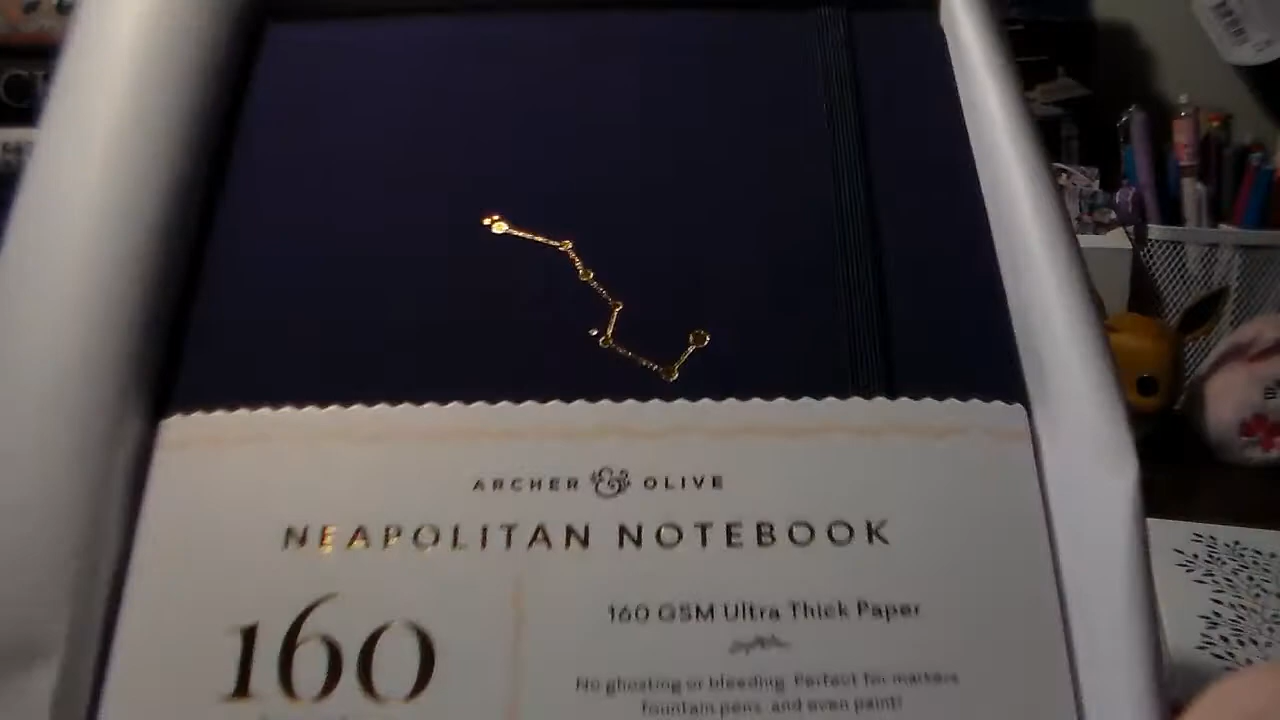 ARCHER & OLIVE
NEAPOLITAN NOTEBOOK
160
160 GSM Ultra Thick Paper
No ghosting or bleeding. Perfect for markers
fountain pens, and even paint!